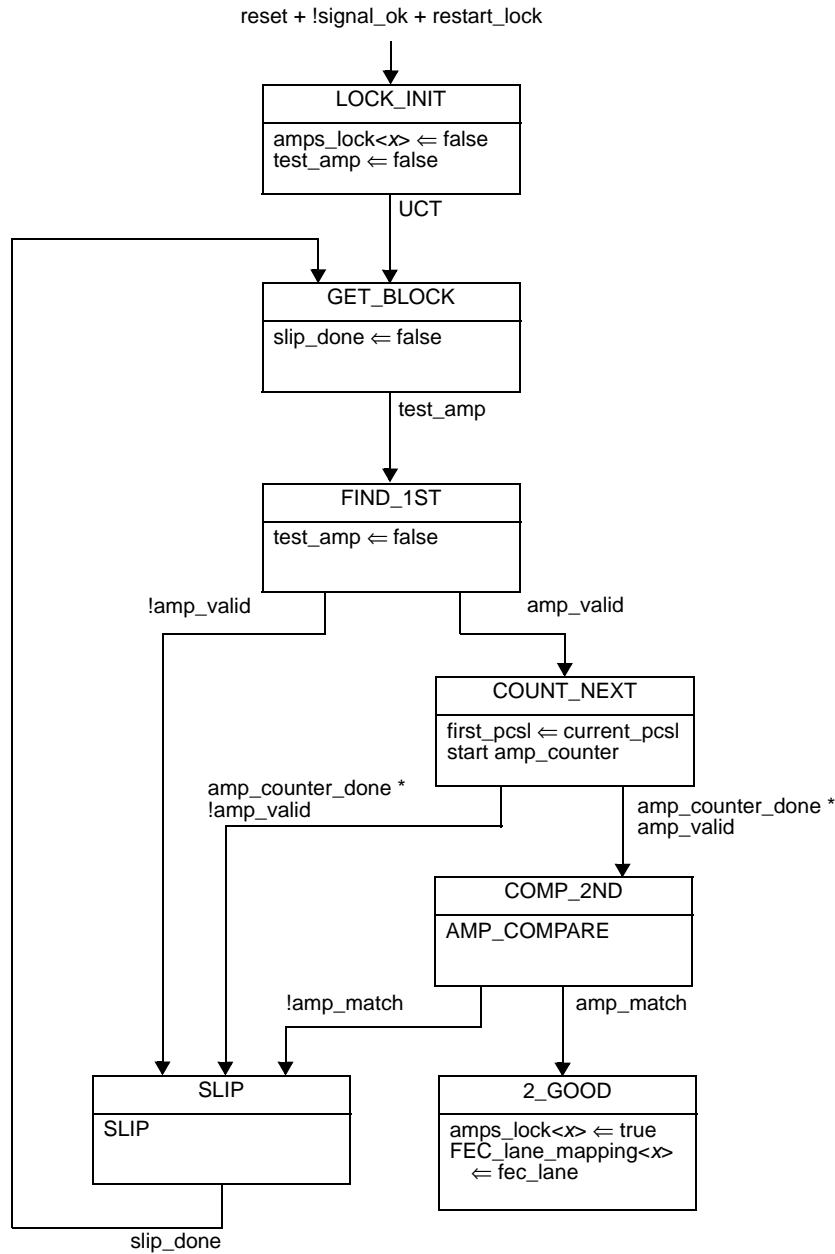 reset + !signal_ok + restart_lock
LOCK_INIT
amps_lock<x> ⇐ false
test_amp ⇐ false
UCT
GET_BLOCK
slip_done ⇐ false
test_amp
FIND_1ST
test_amp ⇐ false
!amp_valid
amp_valid
COUNT_NEXT
first_pcsl ⇐ current_pcsl
start amp_counter
amp_counter_done *
!amp_valid
amp_counter_done *
amp_valid
COMP_2ND
AMP_COMPARE
!amp_match
amp_match
SLIP
SLIP
2_GOOD
amps_lock<x> ⇐ true
FEC_lane_mapping<x>
⇐ fec_lane
slip_done